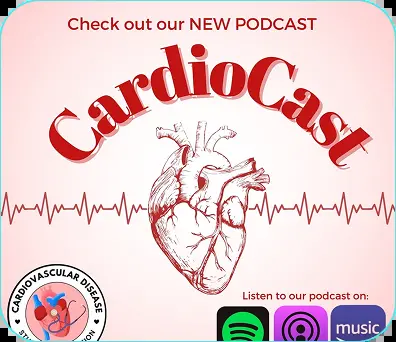 Check out our NEW PODCAST
CardioCast
Listen to our podcast on:
CARDIOVASCULAR DISEASE
music